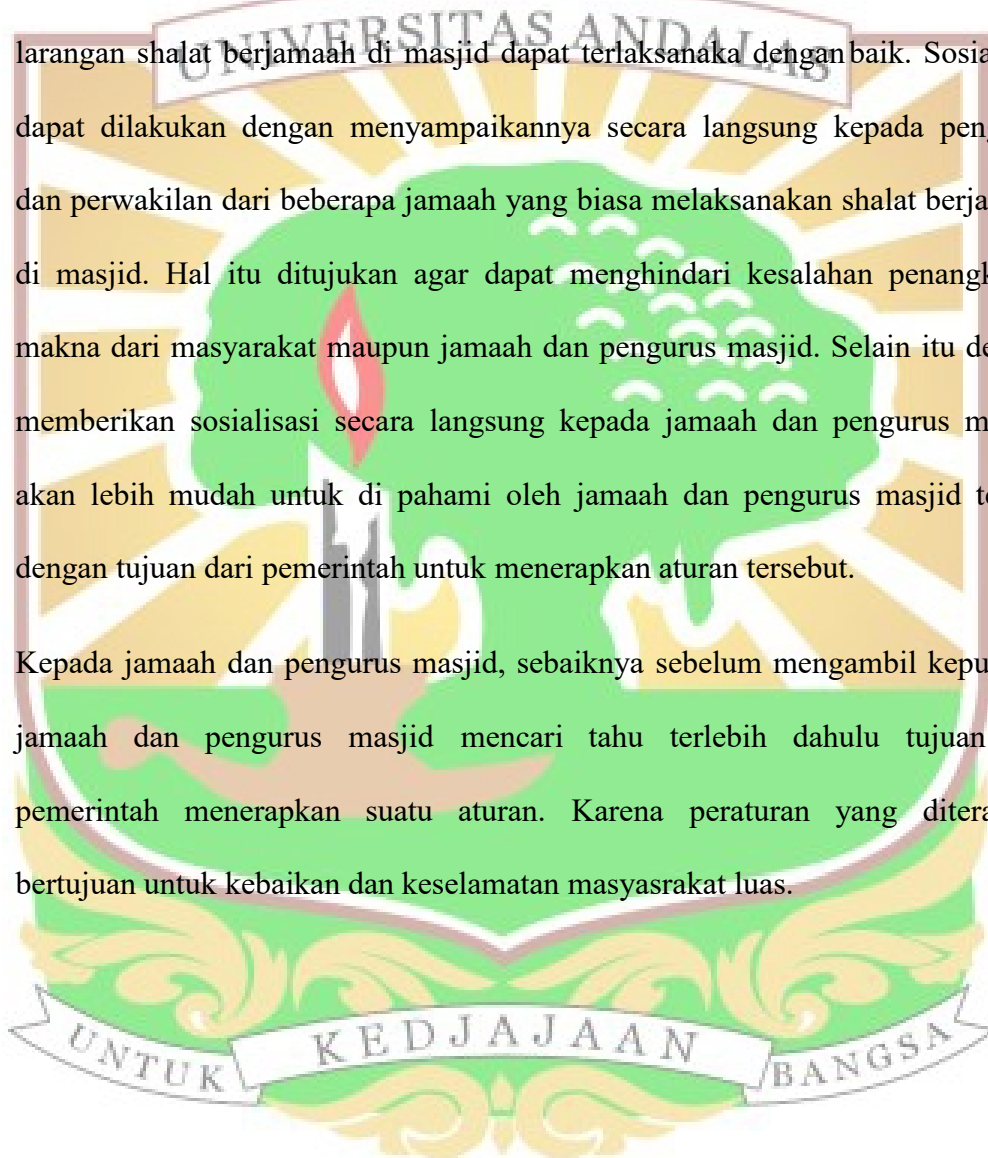 UNIVERSITAS ANDALAS
larangan shalat berjamaah di masjid dapat terlaksanaka dengan baik. Sosia
dapat dilakukan dengan menyampaikannya secara langsung kepada pen
dan perwakilan dari beberapa jamaah yang biasa melaksanakan shalat berja
di masjid. Hal itu ditujukan agar dapat menghindari kesalahan penangk
makna dari masyarakat maupun jamaah dan pengurus masjid. Selain itu de
memberikan sosialisasi secara langsung kepada jamaah dan pengurus m
akan lebih mudah untuk di pahami oleh jamaah dan pengurus masjid te
dengan tujuan dari pemerintah untuk menerapkan aturan tersebut.
Kepada jamaah dan pengurus masjid, sebaiknya sebelum mengambil kepu
jamaah dan pengurus masjid mencari tahu terlebih dahulu tujuan
pemerintah menerapkan suatu aturan. Karena peraturan yang ditera
bertujuan untuk kebaikan dan keselamatan masyasrakat luas.
UNTUK KEDJAJAAN BANGSA